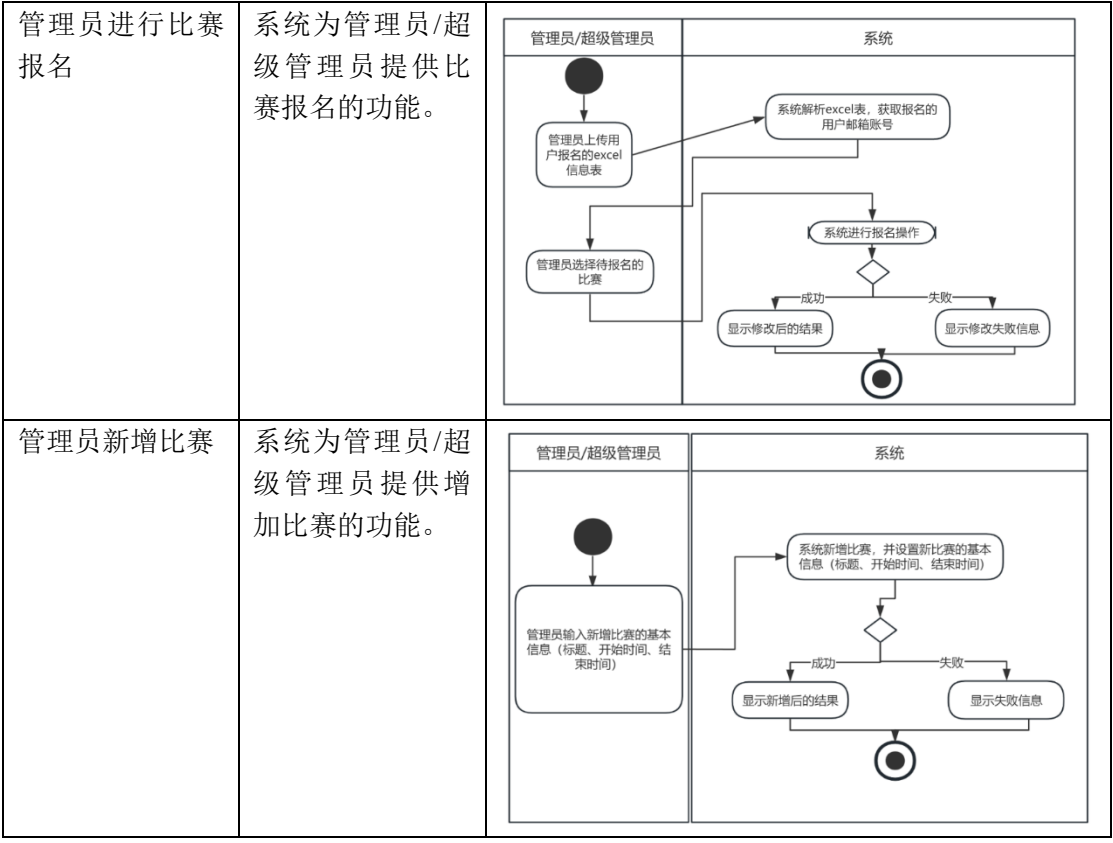 管理员进行比赛
报名
系统为管理员/超
级管理员提供比
赛报名的功能。
管理员/超级管理员
系统
管理员上传用
户报名的excel
信息表
系统解析excel表，获取报名的
用户邮箱账号
管理员选择待报名的
比赛
系统进行报名操作
成功
失败
显示修改后的结果
显示修改失败信息
管理员新增比赛
系统为管理员/超
级管理员提供增
加比赛的功能。
管理员/超级管理员
系统
管理员输入新增比赛的基本
信息（标题、开始时间、结
束时间）
系统新增比赛，并设置新比赛的基本
信息（标题、开始时间、结束时间）
成功
失败
显示新增后的结果
显示失败信息